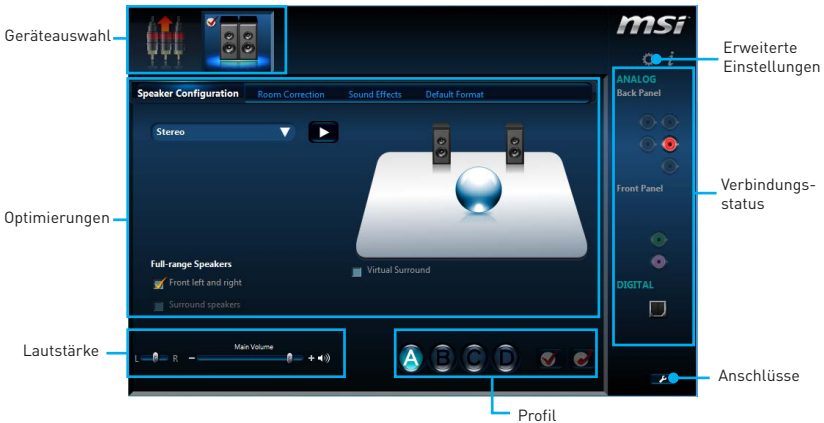 Geräteauswahl
msi
Erweiterte
Einstellungen
ANALOG
Back Panel
Speaker Configuration
Room Correction
Sound Effects
Default Format
Stereo
Front Panel
Verbindungs-
status
Optimierungen
Full-range Speakers
Front left and right
Surround speakers
Virtual Surround
DIGITAL
Lautstärke
Main Volume
L
R
A
B
C
D
Anschlüsse
Profil